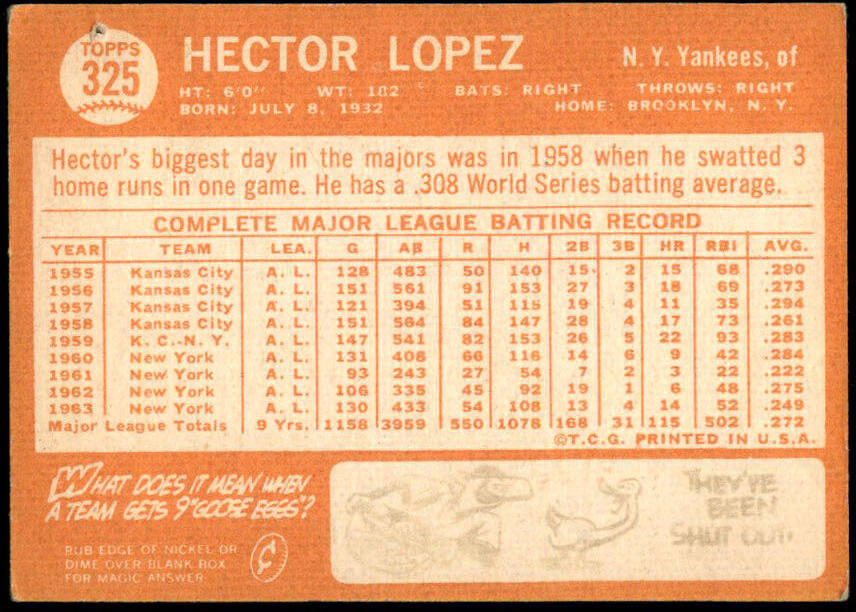 TOPPS
325
HECTOR LOPEZ
N. Y. Yankees, of
HT: 6'0" WT: 182 BATS: RIGHT THROWS: RIGHT
BORN: JULY 8, 1932 HOME: BROOKLYN, N. Y.
Hector's biggest day in the majors was in 1958 when he swatted 3
home runs in one game. He has a .308 World Series batting average.
COMPLETE MAJOR LEAGUE BATTING RECORD
YEAR TEAM LEA. G AB R H 2B 3B HR RBI AVG.
1955 Kansas City A. L. 128 483 50 140 15 2 15 68 .290
1956 Kansas City A. L. 151 561 91 153 27 3 18 69 .273
1957 Kansas City A. L. 121 394 51 115 19 4 11 35 .294
1958 Kansas City A. L. 151 564 84 147 28 4 17 73 .261
1959 K. C.-N. Y. A. L. 147 541 82 153 26 5 22 93 .283
1960 New York A. L. 131 408 66 116 14 6 9 42 .284
1961 New York A. L. 93 243 27 54 7 2 3 22 .222
1962 New York A. L. 106 335 45 92 19 1 6 48 .275
1963 New York A. L. 130 433 54 108 13 4 14 52 .249
Major League Totals 9 Yrs. 1158 3959 550 1078 168 31 115 502 .272
©T.C.G. PRINTED IN U.S.A.
WHAT DOES IT MEAN WHEN
A TEAM GETS 9 "GOOSE EGGS"?
RUB EDGE OF NICKEL OR
DIME OVER BLANK BOX
FOR MAGIC ANSWER.
¢
THEY'VE
BEEN
SHUT OUT!